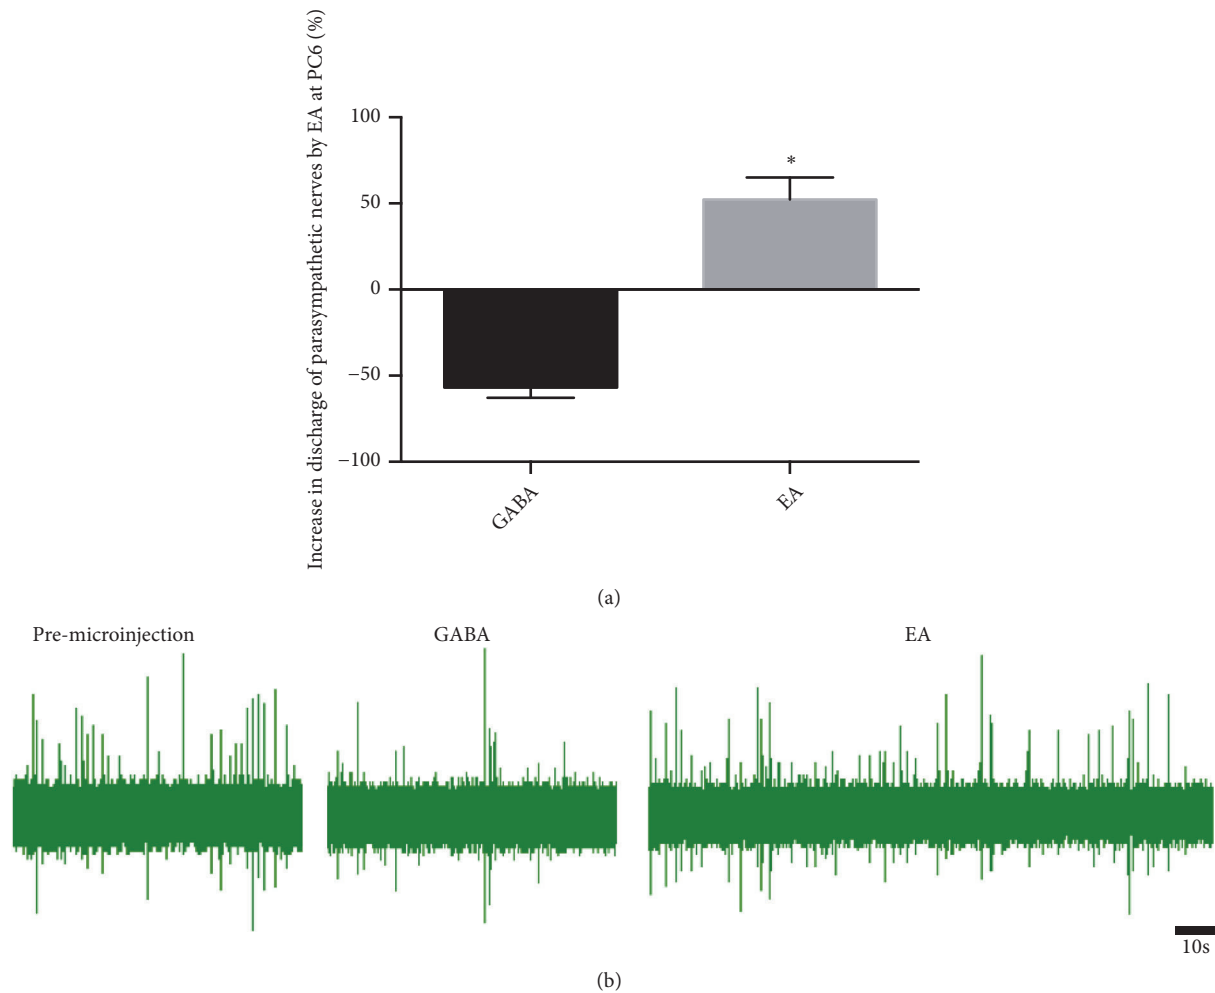 Increase in discharge of parasympathetic nerves by EA at PC6 (%)
100
50
0
−50
−100
*
GABA
EA
(a)
Pre-microinjection
GABA
EA
10s
(b)